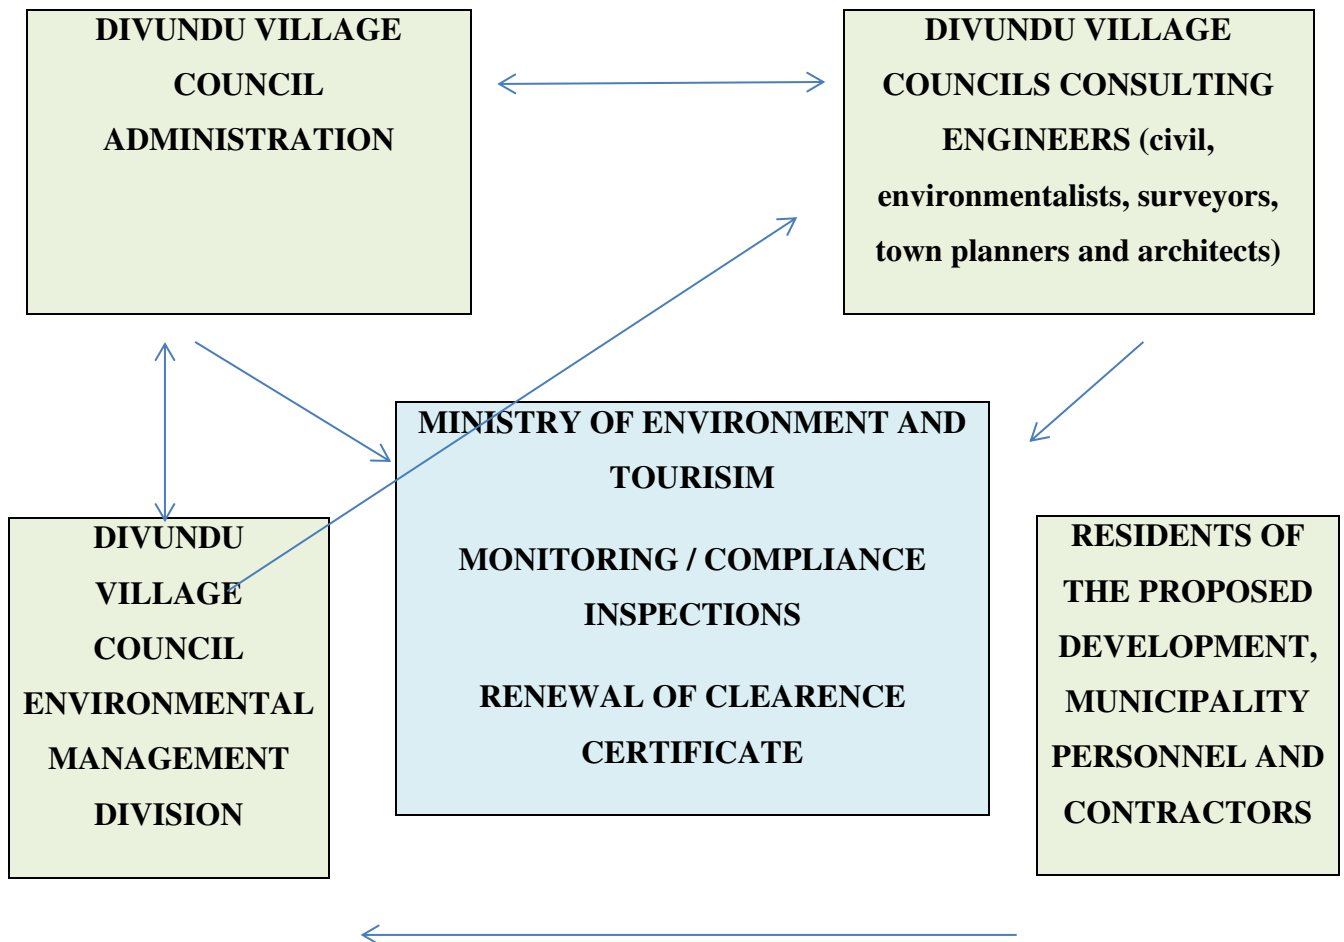 DIVUNDU VILLAGE
COUNCIL
ADMINISTRATION
DIVUNDU VILLAGE
COUNCILS CONSULTING
ENGINEERS (civil,
environmentalists, surveyors,
town planners and architects)
MINISTRY OF ENVIRONMENT AND
TOURISIM
MONITORING / COMPLIANCE
INSPECTIONS
RENEWAL OF CLEARENCE
CERTIFICATE
DIVUNDU
VILLAGE
COUNCIL
ENVIRONMENTAL
MANAGEMENT
DIVISION
RESIDENTS OF
THE PROPOSED
DEVELOPMENT,
MUNICIPALITY
PERSONNEL AND
CONTRACTORS